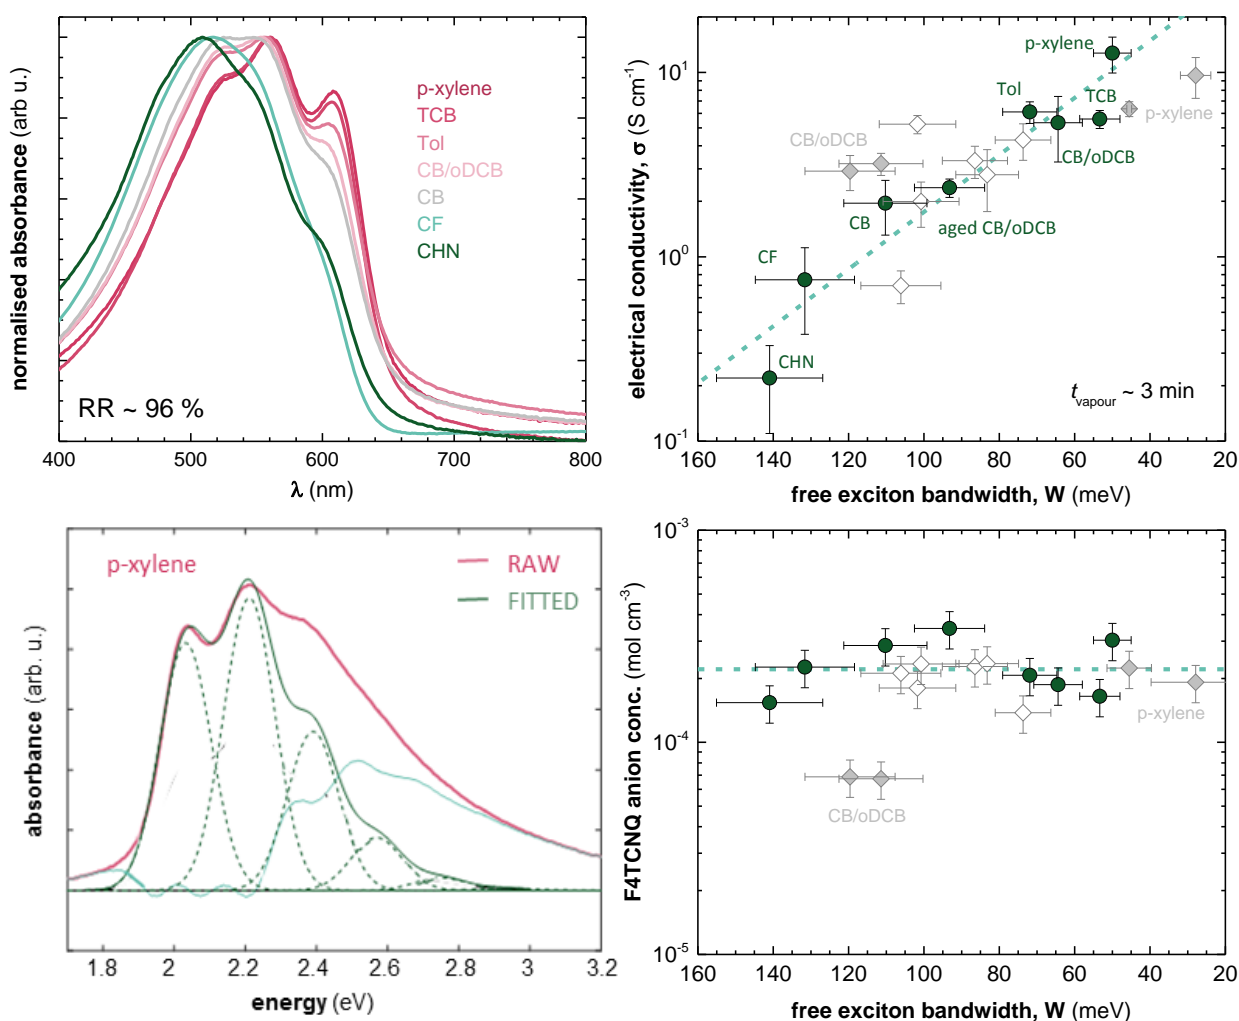 normalised absorbance (arb u.)
p-xylene
TCB
Tol
CB/oDCB
CB
CF
CHN
RR ~ 96 %
400 500 600 700 800
λ (nm)
electrical conductivity, σ (S cm⁻¹)
10¹
10⁰
10⁻¹
p-xylene
Tol
TCB
p-xylene
CB/oDCB
CB/oDCB
CB
aged CB/oDCB
CF
CHN
t vapour ~ 3 min
160 140 120 100 80 60 40 20
free exciton bandwidth, W (meV)
absorbance (arb. u.)
p-xylene
RAW
FITTED
1.8 2 2.2 2.4 2.6 2.8 3 3.2
energy (eV)
F4TCNQ anion conc. (mol cm⁻³)
10⁻³
10⁻⁴
10⁻⁵
p-xylene
CB/oDCB
160 140 120 100 80 60 40 20
free exciton bandwidth, W (meV)